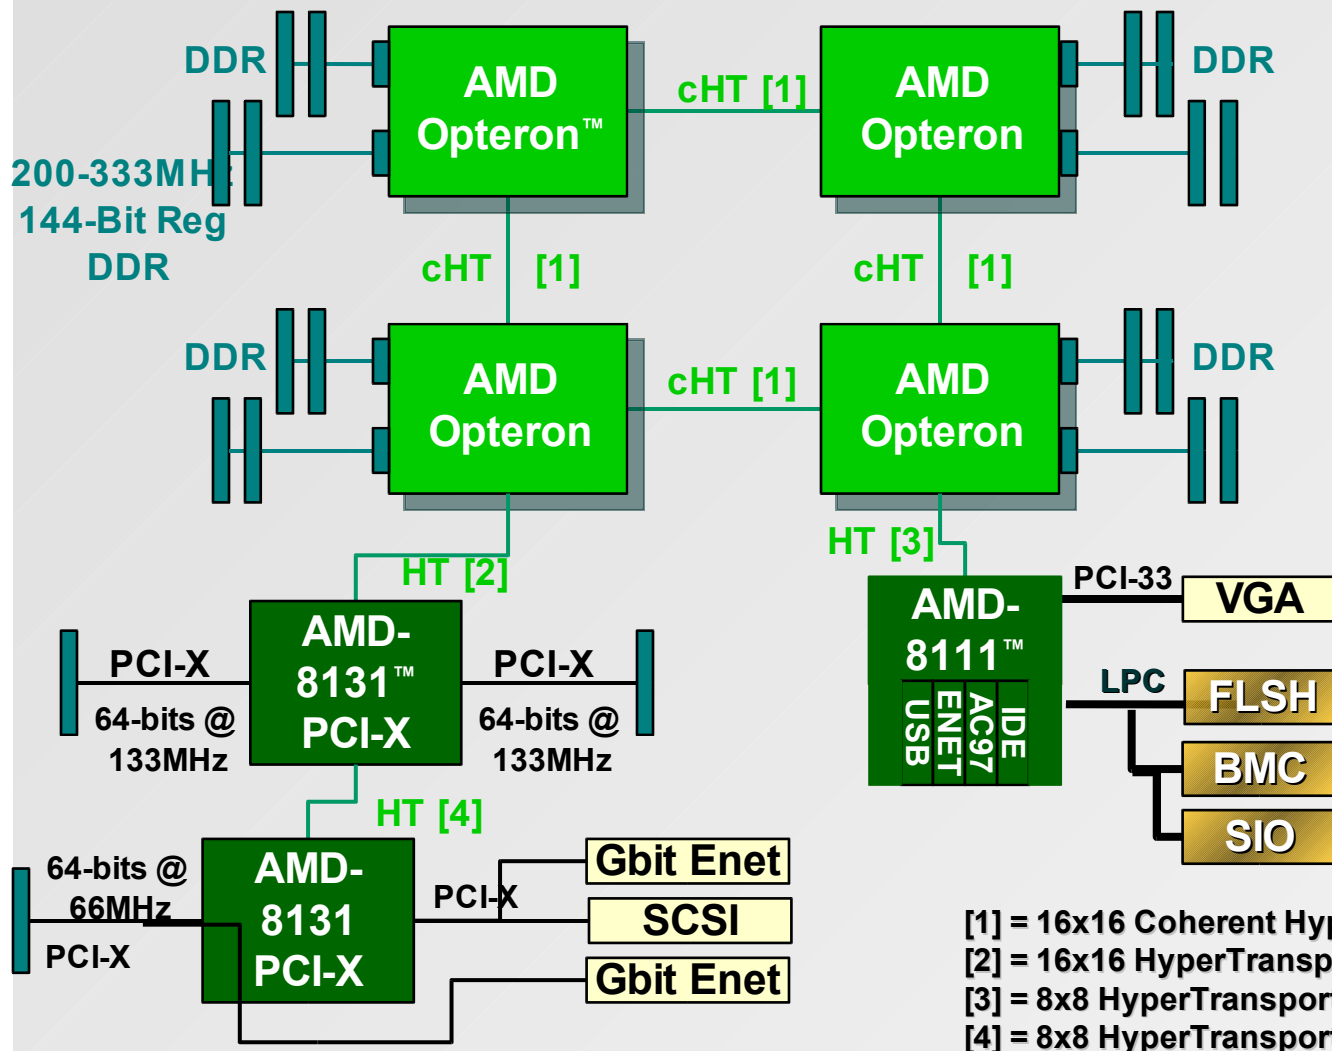 DDR
AMD
Opteron™
cHT [1]
AMD
Opteron
DDR
200-333MHz
144-Bit Reg
DDR
cHT [1]
cHT [1]
DDR
AMD
Opteron
cHT [1]
AMD
Opteron
DDR
HT [2]
HT [3]
AMD-
8131™
PCI-X
PCI-X
64-bits @
133MHz
PCI-X
64-bits @
133MHz
AMD-
8111™
USB
ENET
AC97
IDE
PCI-33
VGA
LPC
FLSH
BMC
SIO
HT [4]
64-bits @
66MHz
PCI-X
AMD-
8131
PCI-X
PCI-X
Gbit Enet
SCSI
Gbit Enet
[1] = 16x16 Coherent Hyp
[2] = 16x16 HyperTransp
[3] = 8x8 HyperTransport
[4] = 8x8 HyperTransport